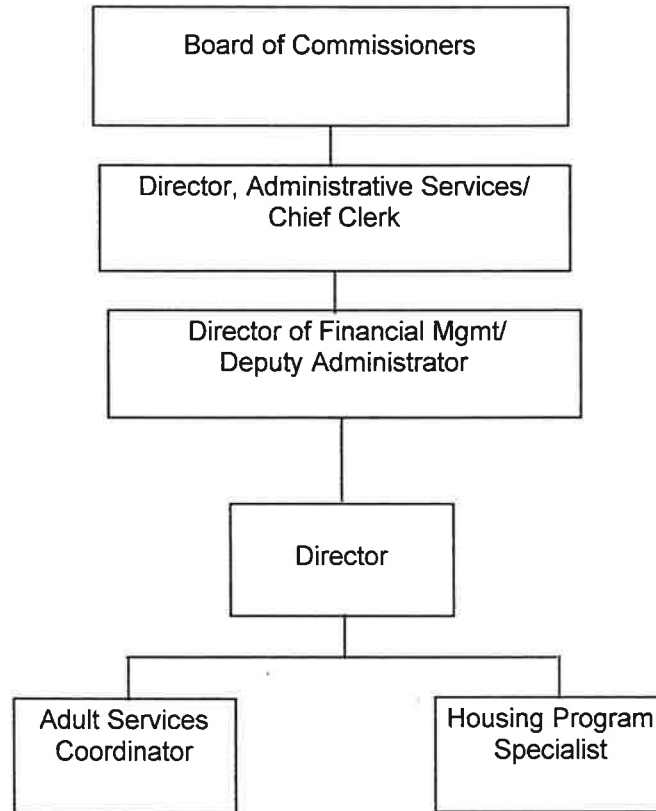 Board of Commissioners
Director, Administrative Services/
Chief Clerk
Director of Financial Mgmt/
Deputy Administrator
Director
Adult Services
Coordinator
Housing Program
Specialist